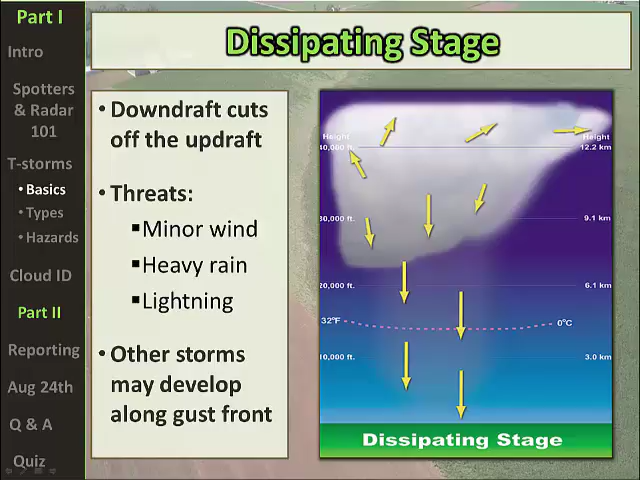 Part I
Intro
Spotters
& Radar
101
T-storms
• Basics
• Types
• Hazards
Cloud ID
Part II
Reporting
Aug 24th
Q & A
Quiz
Dissipating Stage
• Downdraft cuts
off the updraft
• Threats:
▪Minor wind
▪Heavy rain
▪Lightning
• Other storms
may develop
along gust front
Height Height
40,000 ft. 12.2 km
30,000 ft. 9.1 km
20,000 ft. 6.1 km
32°F 0°C
10,000 ft. 3.0 km
Dissipating Stage